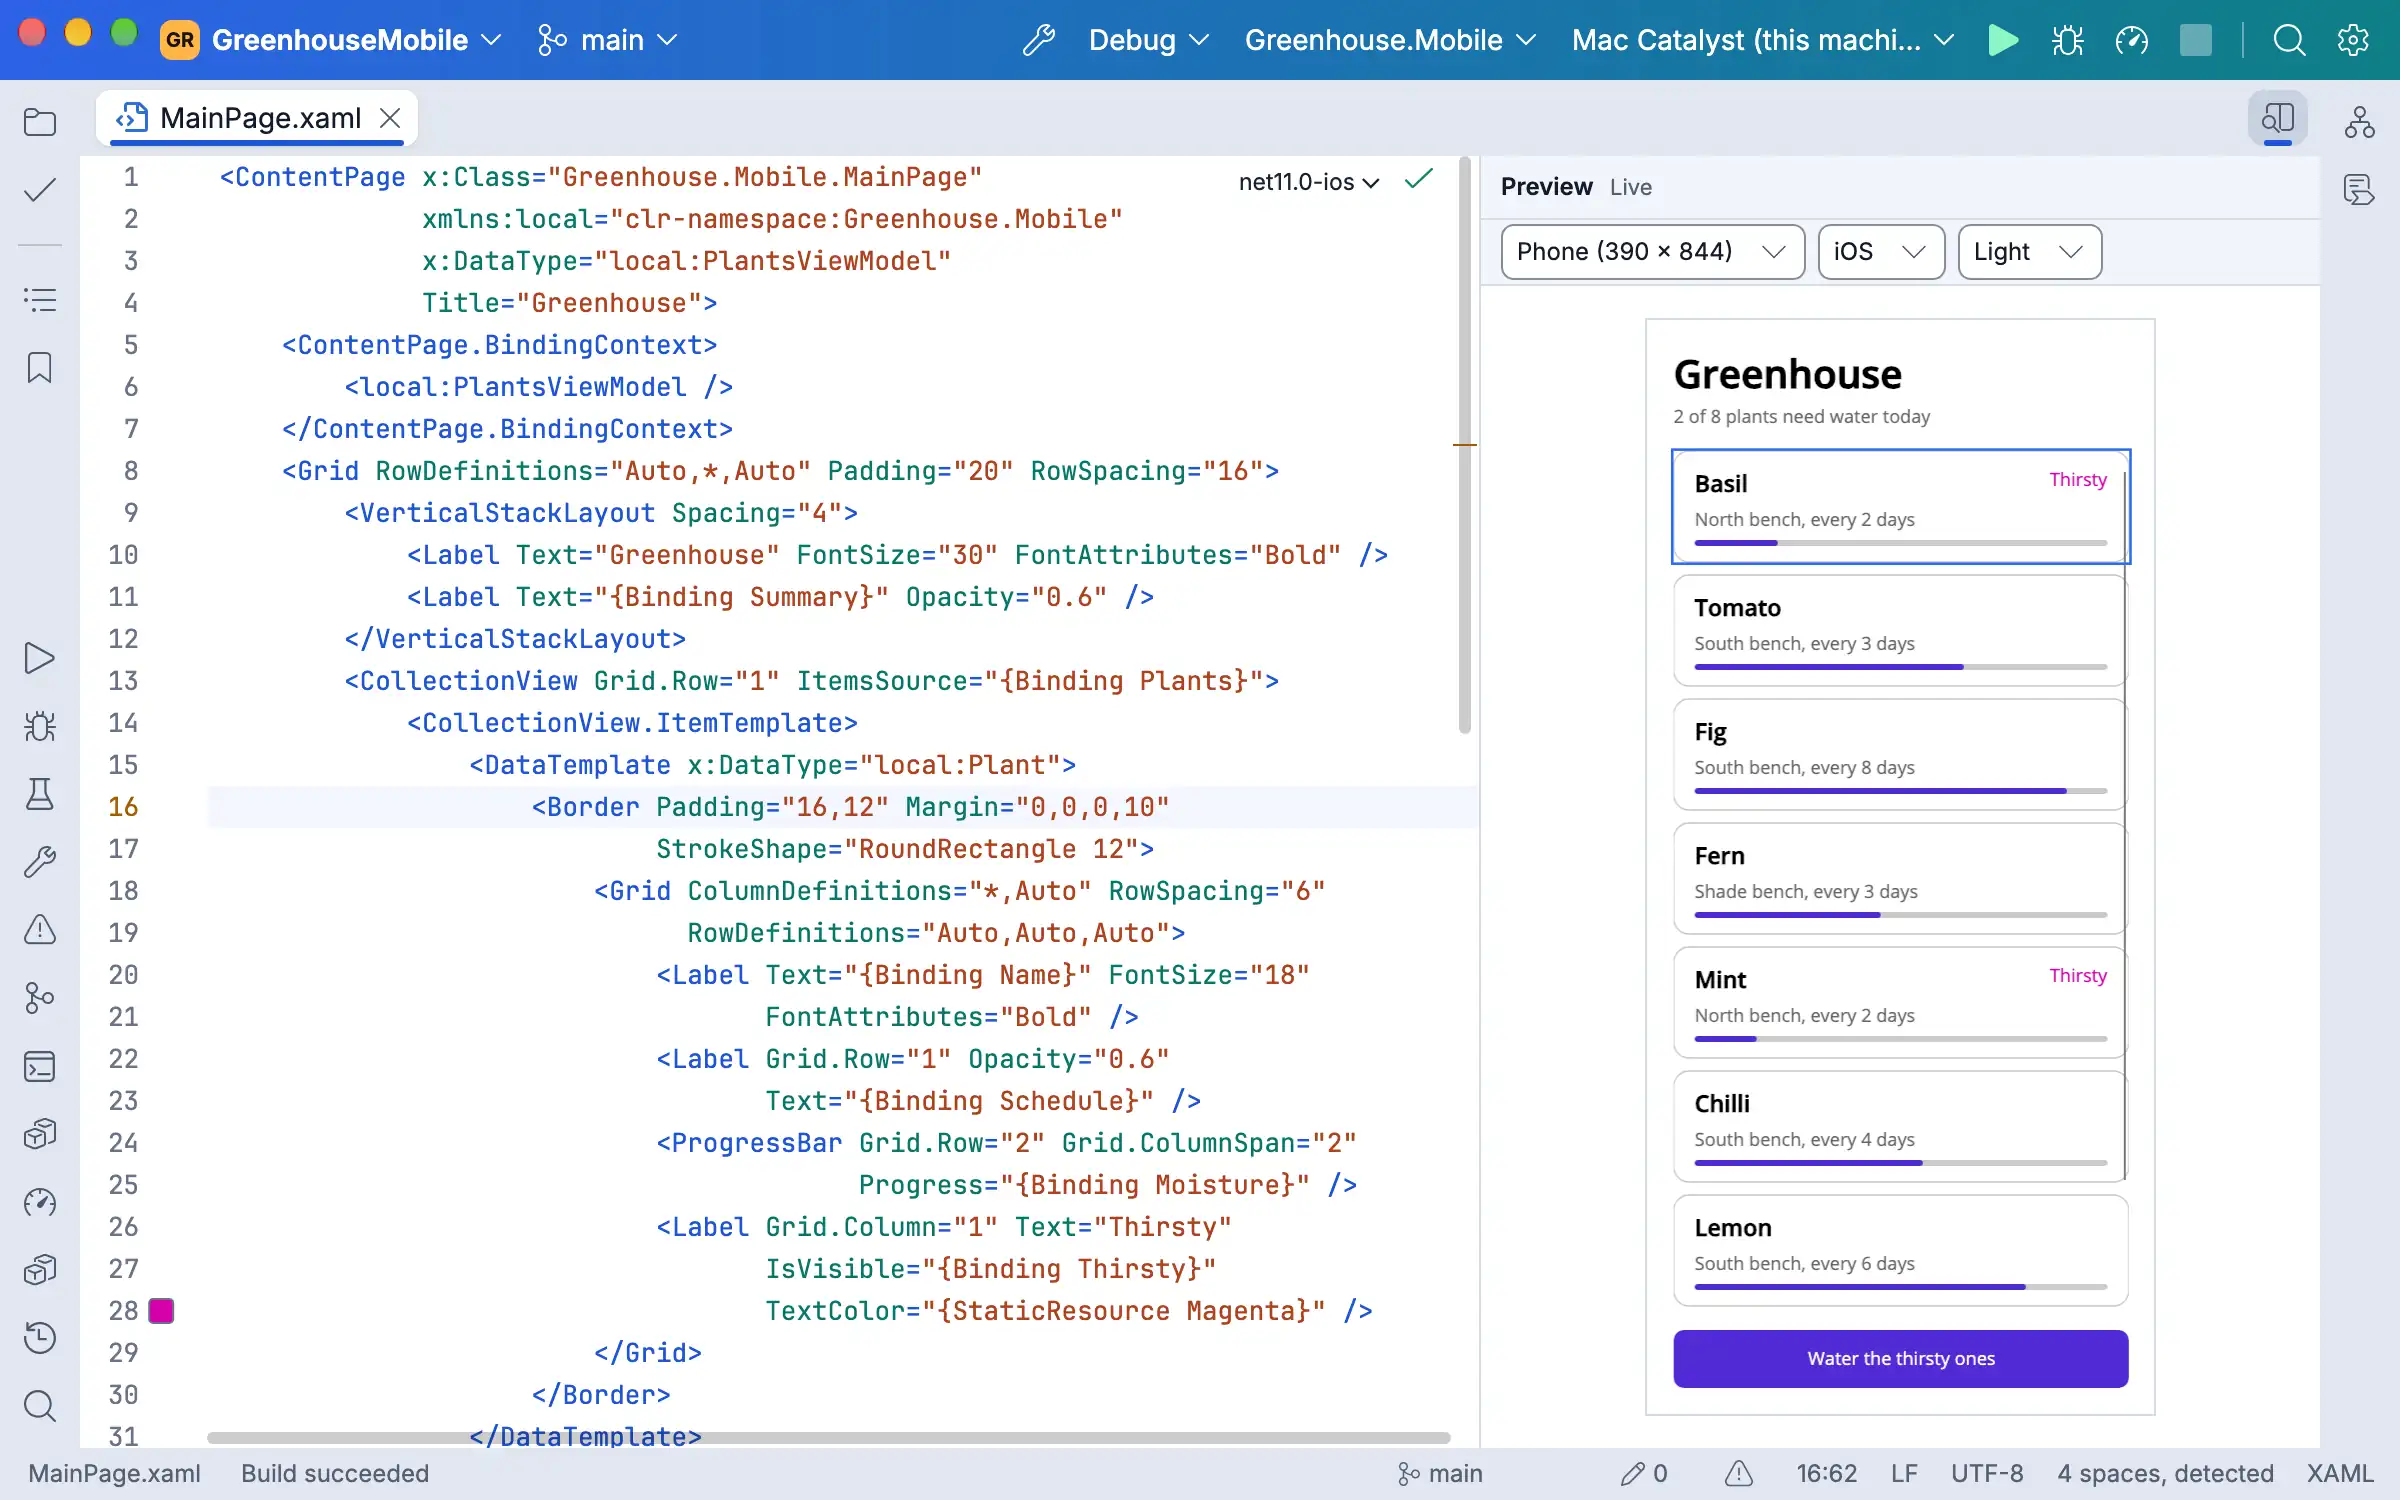 GR GreenhouseMobile main Debug Greenhouse.Mobile Mac Catalyst (this machi...
MainPage.xaml
net11.0-ios
1 <ContentPage x:Class="Greenhouse.Mobile.MainPage"
2 xmlns:local="clr-namespace:Greenhouse.Mobile"
3 x:DataType="local:PlantsViewModel"
4 Title="Greenhouse">
5 <ContentPage.BindingContext>
6 <local:PlantsViewModel />
7 </ContentPage.BindingContext>
8 <Grid RowDefinitions="Auto,*,Auto" Padding="20" RowSpacing="16">
9 <VerticalStackLayout Spacing="4">
10 <Label Text="Greenhouse" FontSize="30" FontAttributes="Bold" />
11 <Label Text="{Binding Summary}" Opacity="0.6" />
12 </VerticalStackLayout>
13 <CollectionView Grid.Row="1" ItemsSource="{Binding Plants}">
14 <CollectionView.ItemTemplate>
15 <DataTemplate x:DataType="local:Plant">
16 <Border Padding="16,12" Margin="0,0,0,10"
17 StrokeShape="RoundRectangle 12">
18 <Grid ColumnDefinitions="*,Auto" RowSpacing="6"
19 RowDefinitions="Auto,Auto,Auto">
20 <Label Text="{Binding Name}" FontSize="18"
21 FontAttributes="Bold" />
22 <Label Grid.Row="1" Opacity="0.6"
23 Text="{Binding Schedule}" />
24 <ProgressBar Grid.Row="2" Grid.ColumnSpan="2"
25 Progress="{Binding Moisture}" />
26 <Label Grid.Column="1" Text="Thirsty"
27 IsVisible="{Binding Thirsty}"
28 TextColor="{StaticResource Magenta}" />
29 </Grid>
30 </Border>
31 </DataTemplate>
Preview Live
Phone (390 × 844) iOS Light
Greenhouse
2 of 8 plants need water today
Basil Thirsty
North bench, every 2 days
Tomato
South bench, every 3 days
Fig
South bench, every 8 days
Fern
Shade bench, every 3 days
Mint Thirsty
North bench, every 2 days
Chilli
South bench, every 4 days
Lemon
South bench, every 6 days
Water the thirsty ones
MainPage.xaml Build succeeded main 0 16:62 LF UTF-8 4 spaces, detected XAML